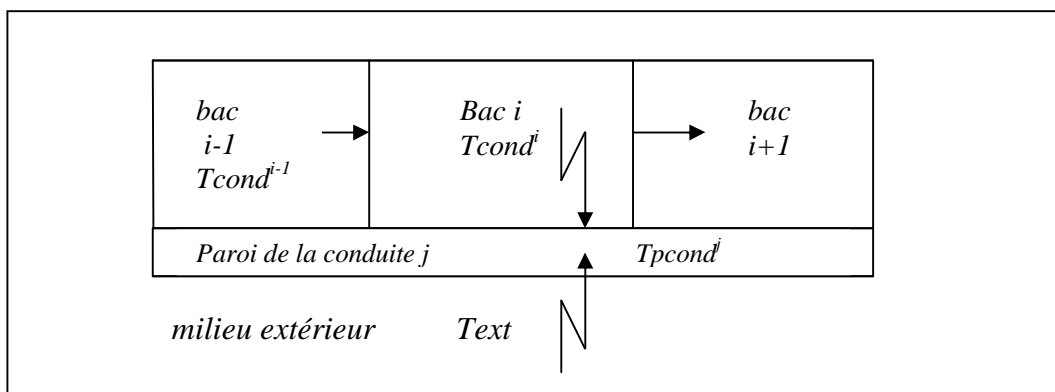 bac
i-1
Tcond^{i-1}
Bac i
Tcond^{i}
bac
i+1
Paroi de la conduite j
Tpcond^{j}
milieu extérieur
Text